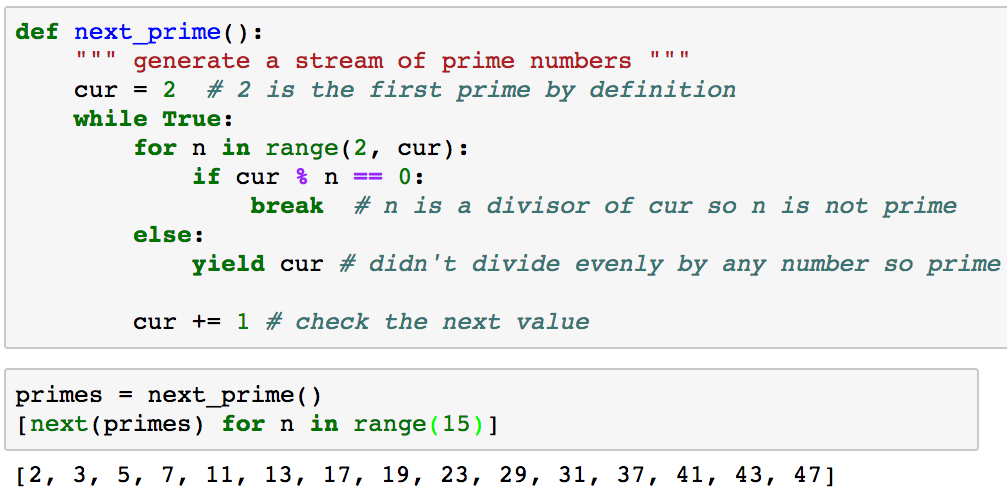 def next_prime():
    """ generate a stream of prime numbers """
    cur = 2  # 2 is the first prime by definition
    while True:
        for n in range(2, cur):
            if cur % n == 0:
                break  # n is a divisor of cur so n is not prime
        else:
            yield cur # didn't divide evenly by any number so prime

        cur += 1 # check the next value
primes = next_prime()
[next(primes) for n in range(15)]
[2, 3, 5, 7, 11, 13, 17, 19, 23, 29, 31, 37, 41, 43, 47]